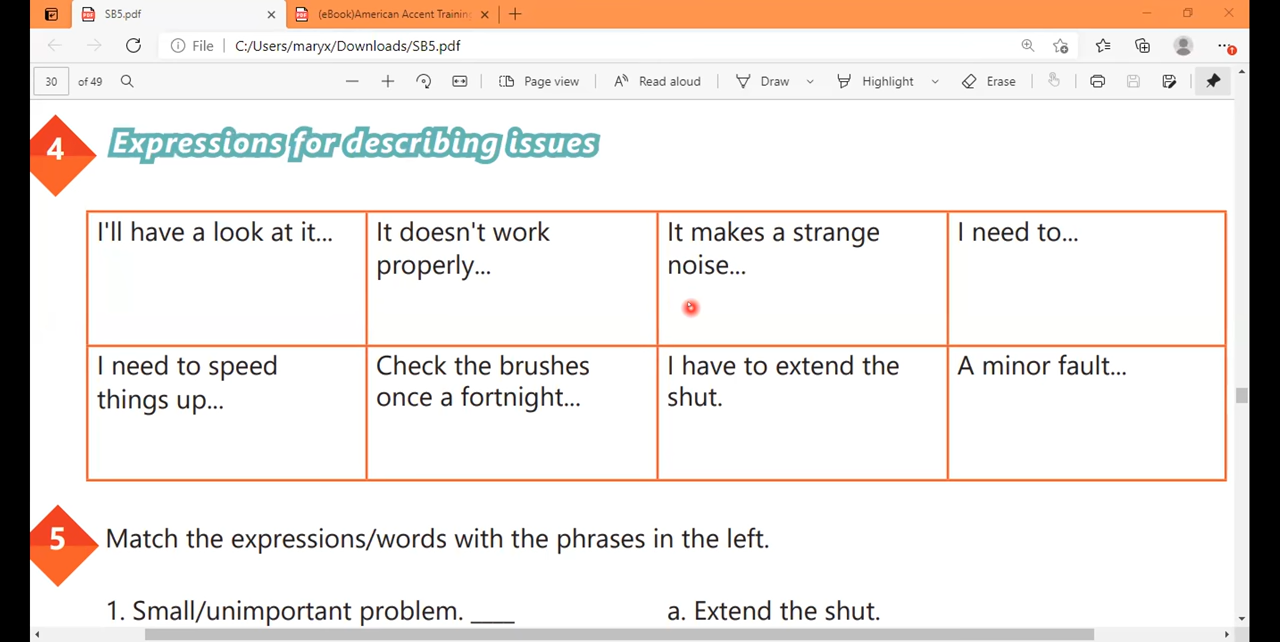 SB5.pdf
(eBook)American Accent Training
File
C:/Users/maryx/Downloads/SB5.pdf
30
of 49
Page view
Read aloud
Draw
Highlight
Erase
4
Expressions for describing issues
I'll have a look at it...
It doesn't work
properly...
It makes a strange
noise...
I need to...
I need to speed
things up...
Check the brushes
once a fortnight...
I have to extend the
shut.
A minor fault...
5
Match the expressions/words with the phrases in the left.
1. Small/unimportant problem. ____
a. Extend the shut.